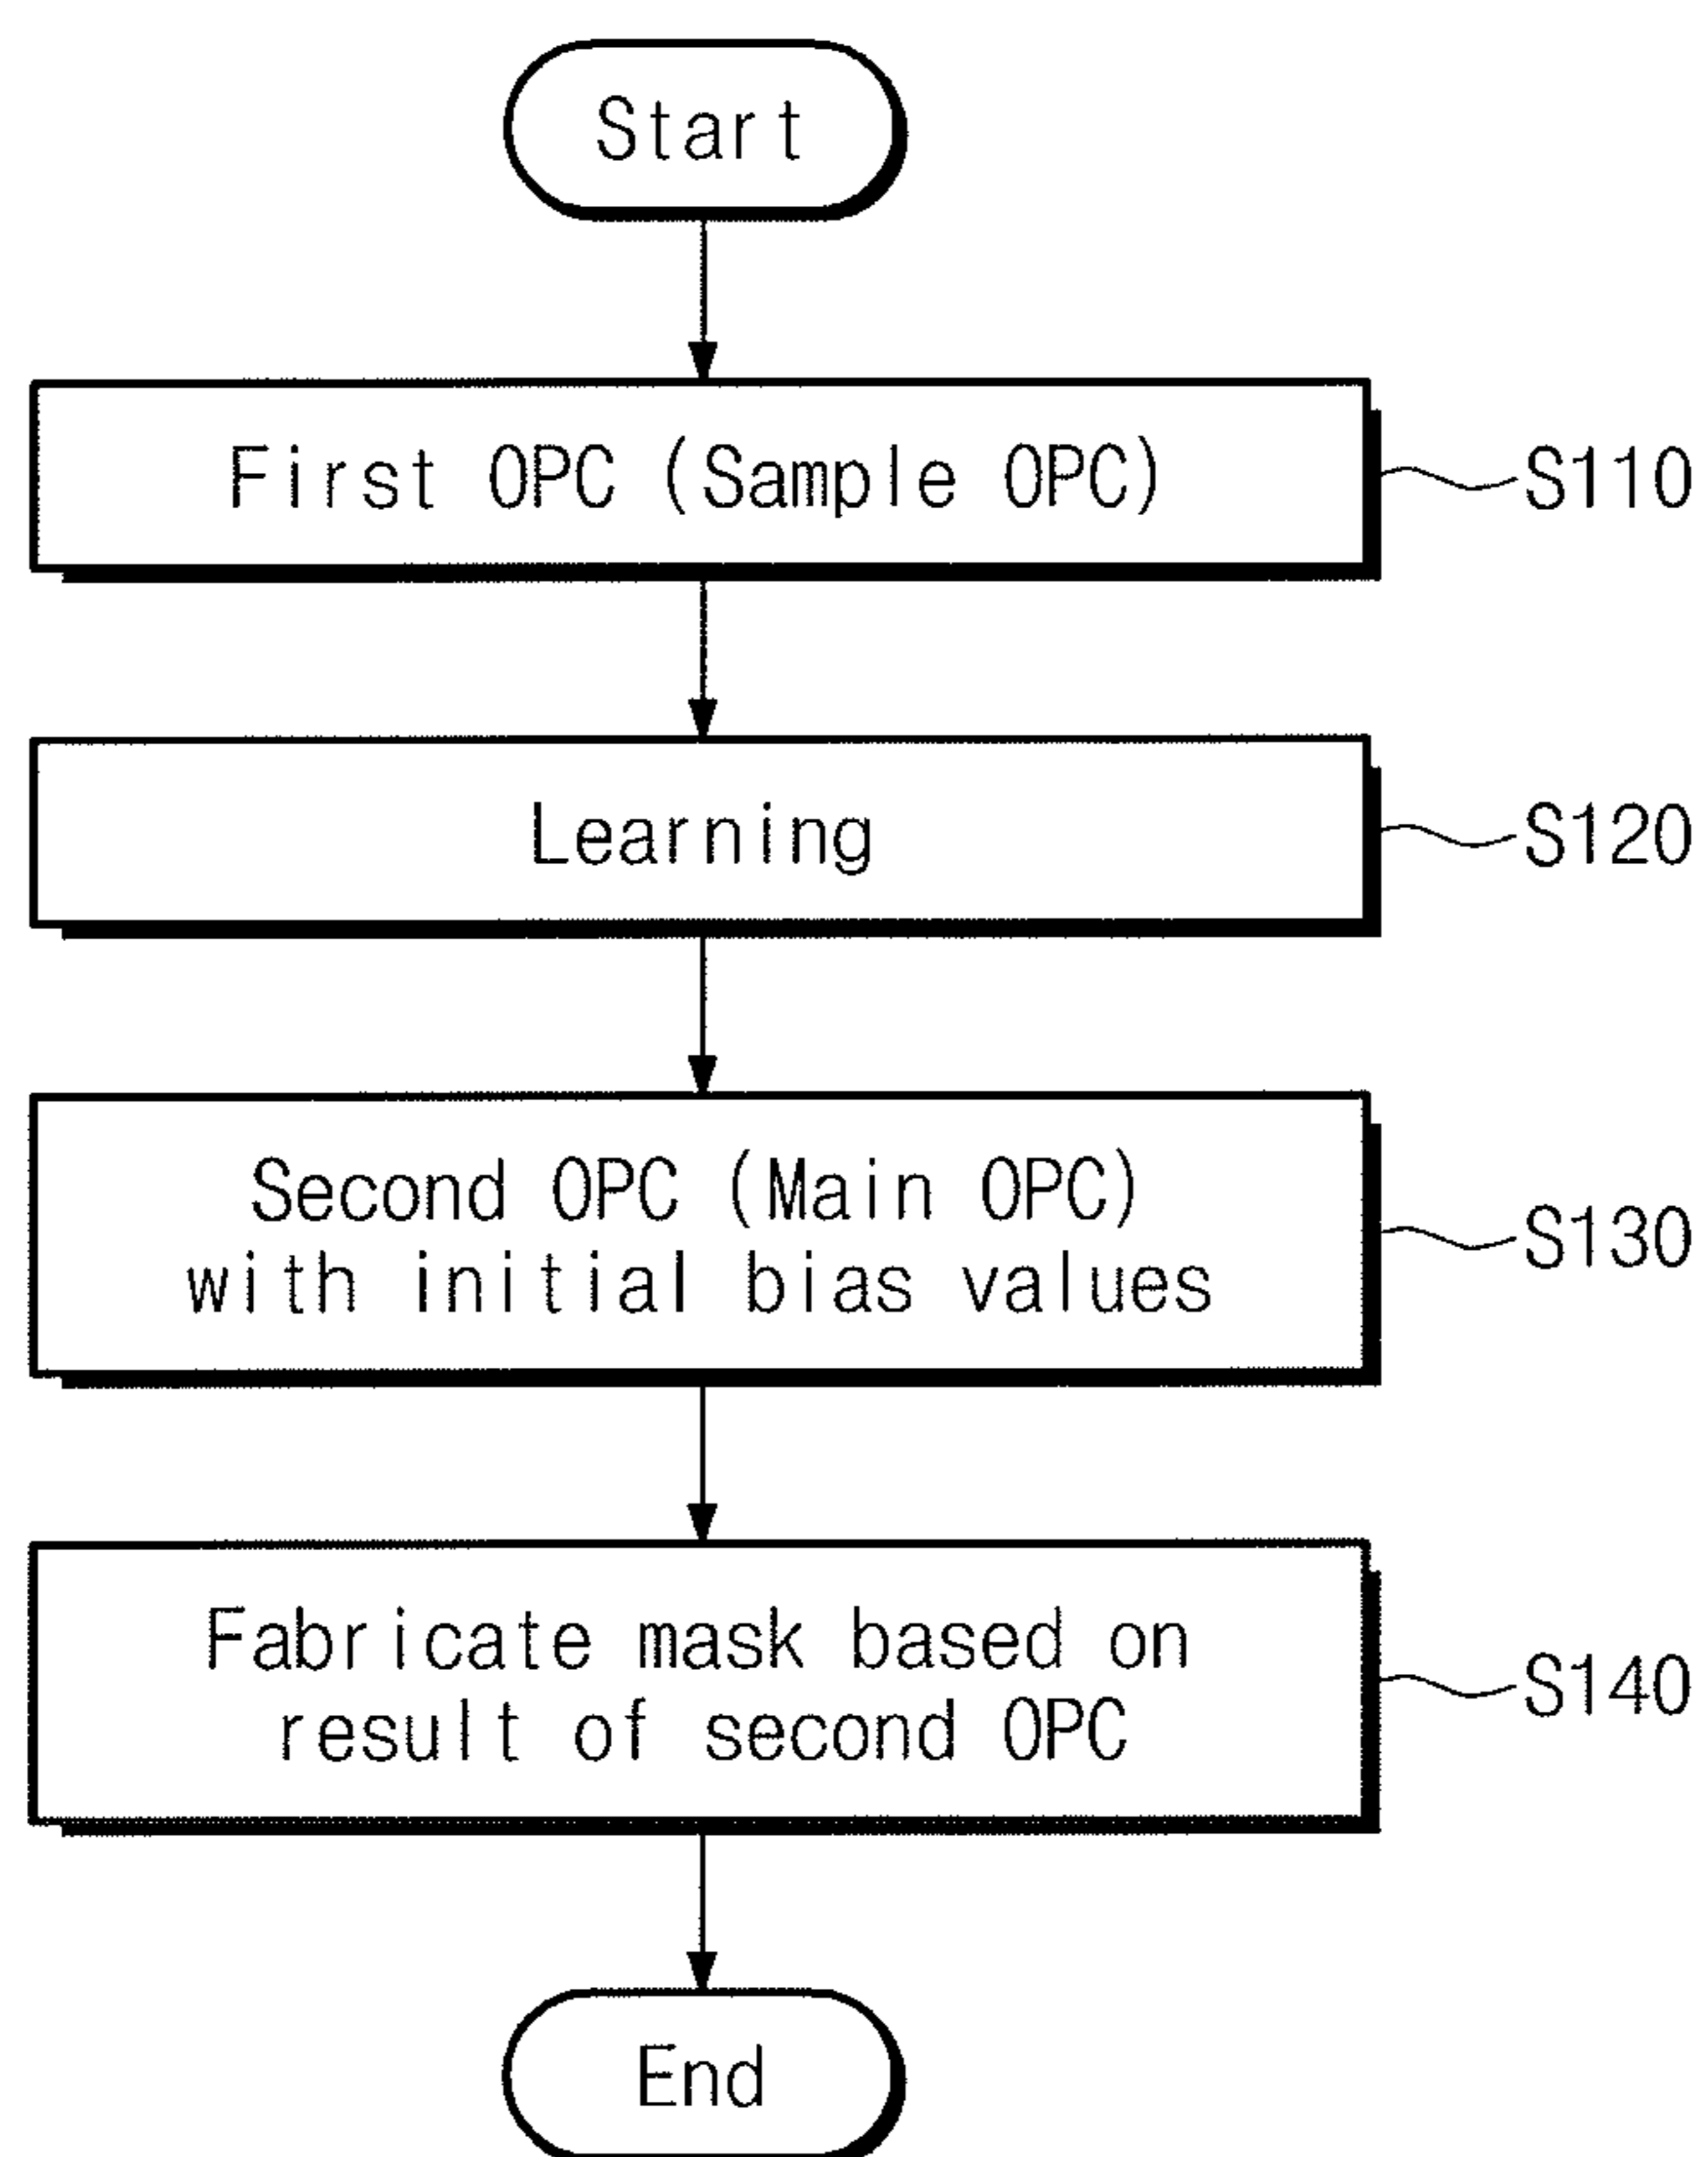 Start
First OPC (Sample OPC)
S110
Learning
S120
Second OPC (Main OPC)
with initial bias values
S130
Fabricate mask based on
result of second OPC
S140
End